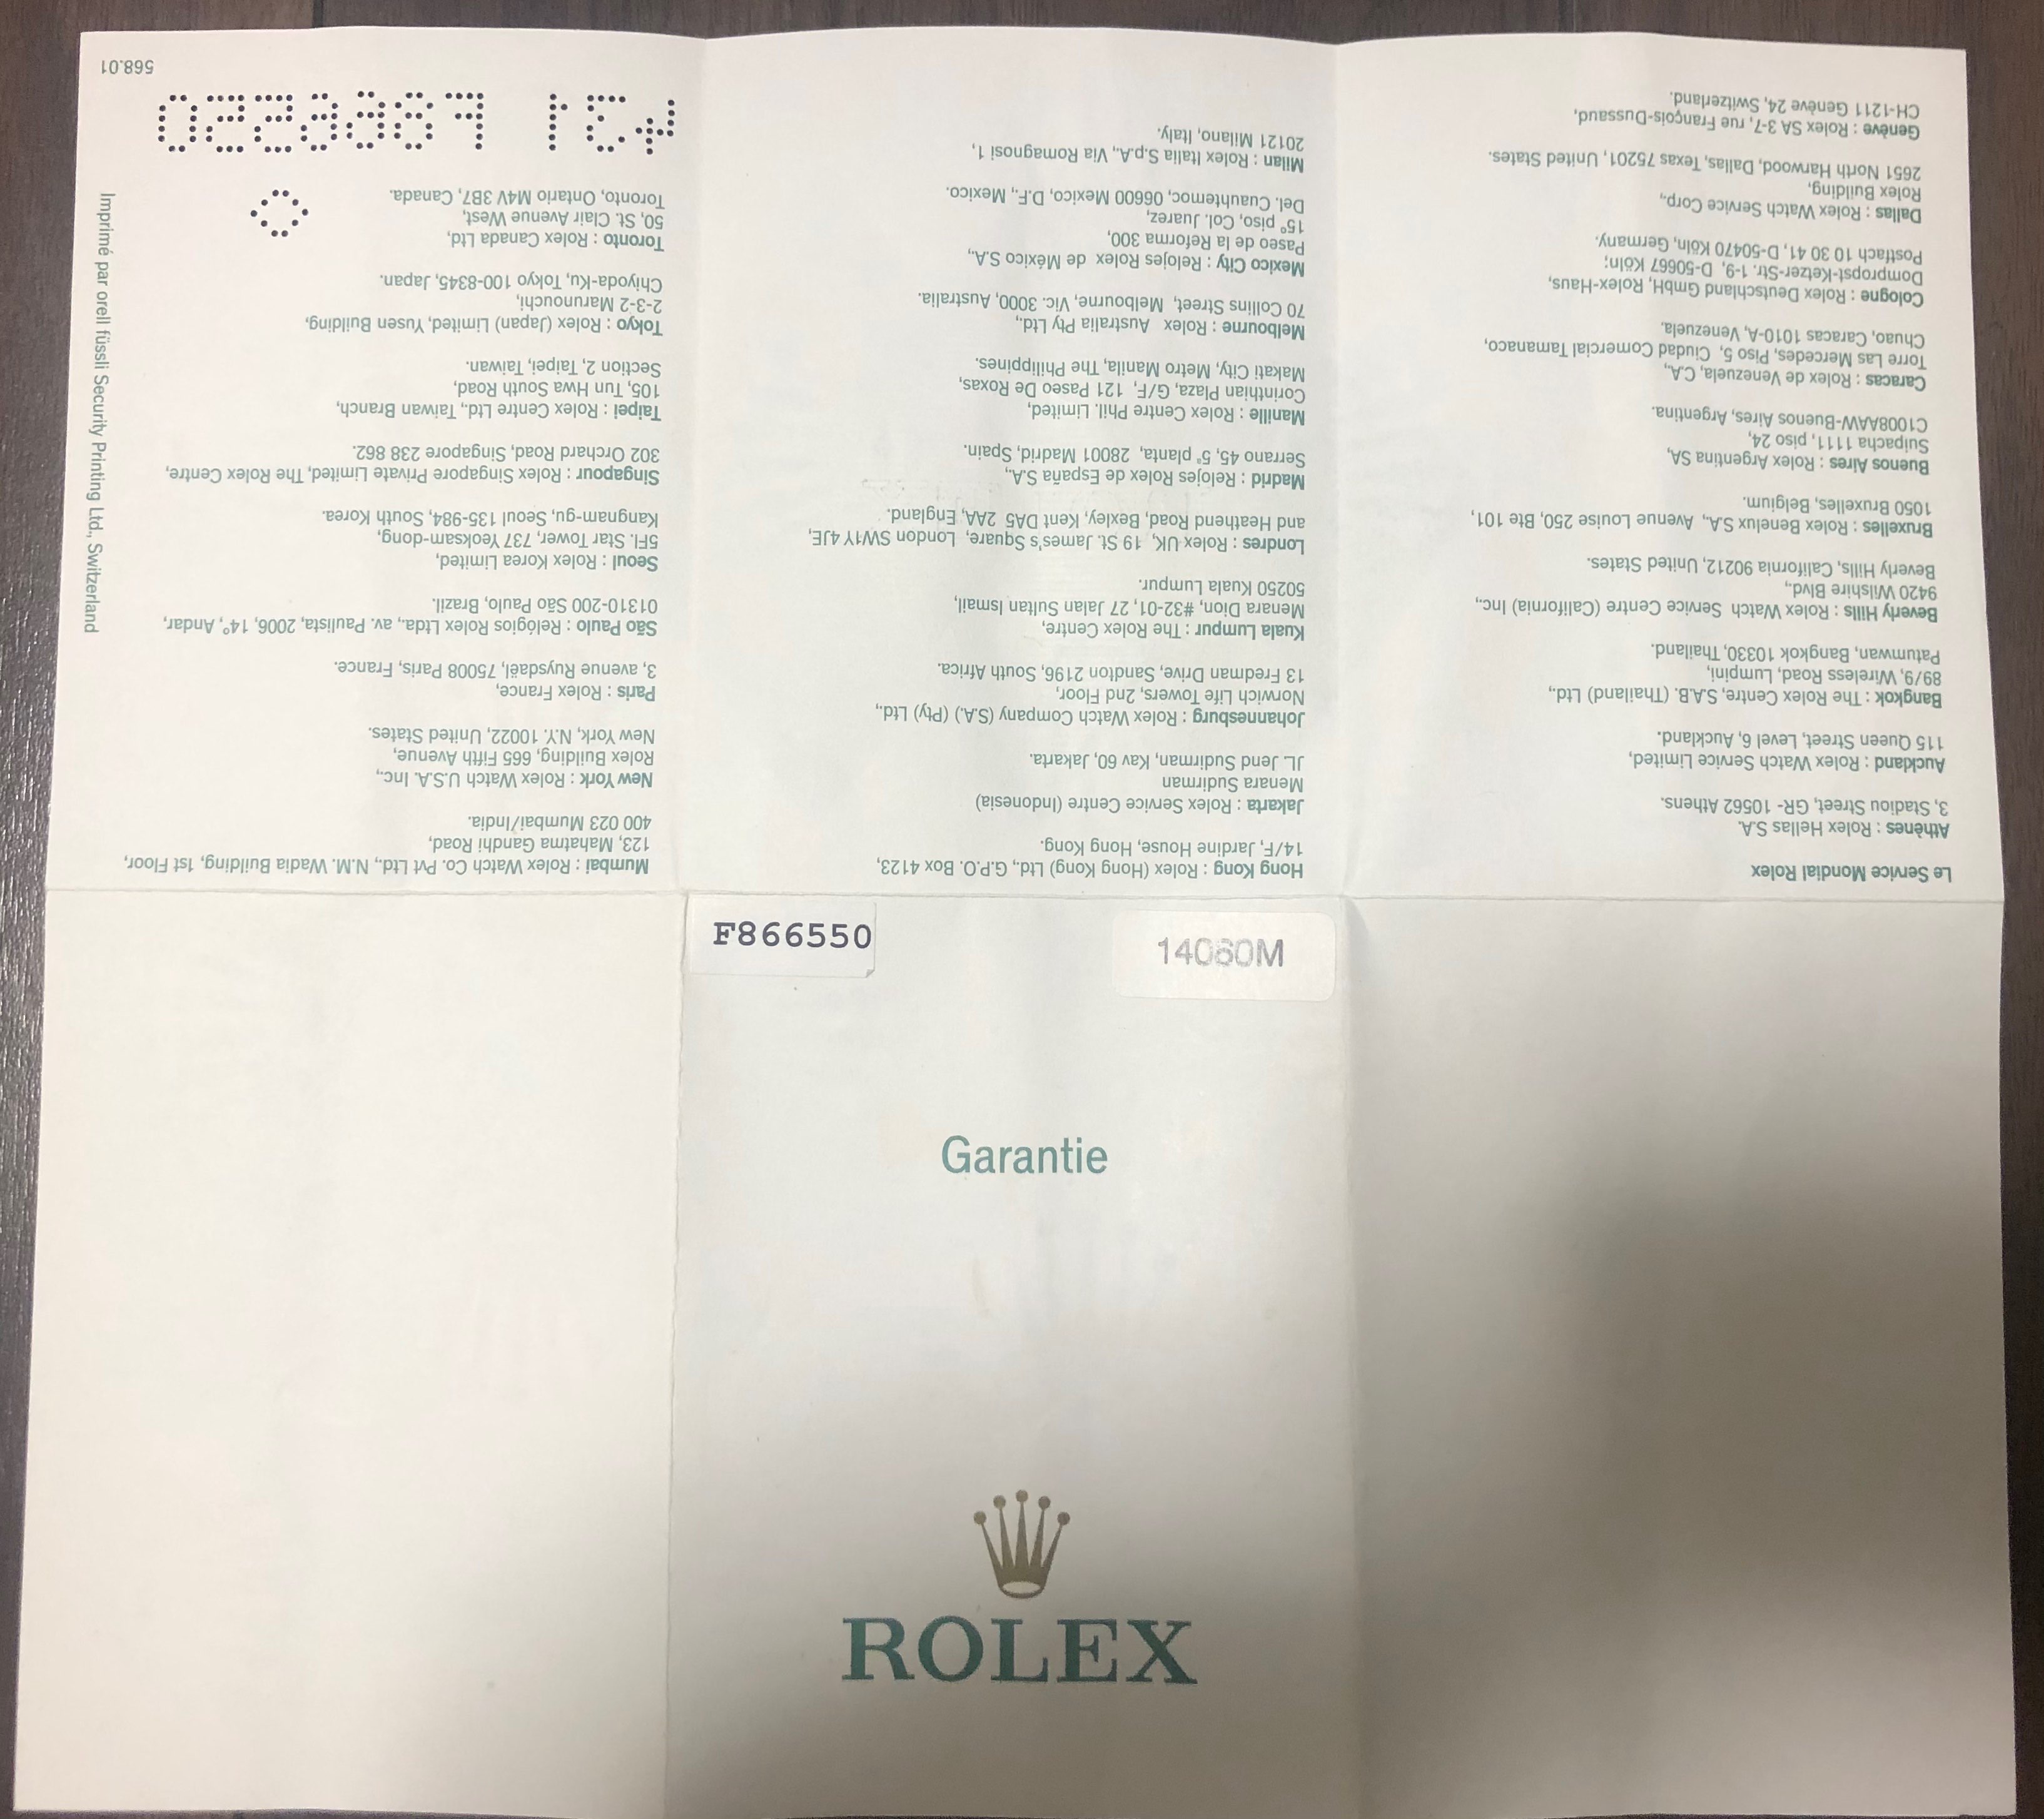 F866550
14060M
Garantie
ROLEX
Le Service Mondial Rolex
Athènes : Rolex Hellas S.A.
3, Stadiou Street, GR- 10562 Athens.
Auckland : Rolex Watch Service Limited,
115 Queen Street, Level 6, Auckland.
Bangkok : The Rolex Centre, S.A.B. (Thailand) Ltd.,
89/9, Wireless Road, Lumpini,
Patumwan, Bangkok 10330, Thailand.
Beverly Hills : Rolex Watch Service Centre (California) Inc.,
9420 Wilshire Blvd.,
Beverly Hills, California 90212, United States.
Bruxelles : Rolex Benelux S.A., Avenue Louise 250, Bte 101,
1050 Bruxelles, Belgium.
Buenos Aires : Rolex Argentina SA,
Suipacha 1111, piso 24,
C1008AAW-Buenos Aires, Argentina.
Caracas : Rolex de Venezuela, C.A.,
Torre Las Mercedes, Piso 5, Ciudad Comercial Tamanaco,
Chuao, Caracas 1010-A, Venezuela.
Cologne : Rolex Deutschland GmbH, Rolex-Haus,
Dompropst-Ketzer-Str. 1-9, D-50667 Köln;
Postfach 10 30 41, D-50470 Köln, Germany.
Dallas : Rolex Watch Service Corp.,
Rolex Building,
2651 North Harwood, Dallas, Texas 75201, United States.
Genève : Rolex SA 3-7, rue François-Dussaud,
CH-1211 Genève 24, Switzerland.
Hong Kong : Rolex (Hong Kong) Ltd., G.P.O. Box 4123,
14/F, Jardine House, Hong Kong.
Jakarta : Rolex Service Centre (Indonesia)
Menara Sudirman
JL. Jend Sudirman, Kav 60, Jakarta.
Johannesburg : Rolex Watch Company (S.A.) (Pty) Ltd.,
Norwich Life Towers, 2nd Floor,
13 Fredman Drive, Sandton 2196, South Africa.
Kuala Lumpur : The Rolex Centre,
Menara Dion, #32-01, 27 Jalan Sultan Ismail,
50250 Kuala Lumpur.
Londres : Rolex UK, 19 St. James's Square, London SW1Y 4JE,
and Heathend Road, Bexley, Kent DA5 2AA, England.
Madrid : Relojes Rolex de España S.A.,
Serrano 45, 5ª planta, 28001 Madrid, Spain.
Manille : Rolex Centre Phil. Limited,
Corinthian Plaza, G/F, 121 Paseo De Roxas,
Makati City, Metro Manila, The Philippines.
Melbourne : Rolex Australia Pty Ltd.,
70 Collins Street, Melbourne, Vic. 3000, Australia.
Mexico City : Relojes Rolex de México S.A.,
Paseo de la Reforma 300,
15º piso, Col. Juarez,
Del. Cuauhtemoc, 06600 Mexico, D.F., Mexico.
Milan : Rolex Italia S.p.A., Via Romagnosi 1,
20121 Milano, Italy.
Mumbai : Rolex Watch Co. Pvt Ltd., N.M. Wadia Building, 1st Floor,
123, Mahatma Gandhi Road,
400 023 Mumbai/India.
New York : Rolex Watch U.S.A. Inc.,
Rolex Building, 665 Fifth Avenue,
New York, N.Y. 10022, United States.
Paris : Rolex France,
3, avenue Ruysdaël, 75008 Paris, France.
São Paulo : Relógios Rolex Ltda., av. Paulista, 2006, 14º, Andar,
01310-200 São Paulo, Brazil.
Seoul : Rolex Korea Limited,
5Fl. Star Tower, 737 Yeoksam-dong,
Kangnam-gu, Seoul 135-984, South Korea.
Singapour : Rolex Singapore Private Limited, The Rolex Centre,
302 Orchard Road, Singapore 238 862.
Taipei : Rolex Centre Ltd., Taiwan Branch,
105, Tun Hwa South Road,
Section 2, Taipei, Taiwan.
Tokyo : Rolex (Japan) Limited, Yusen Building,
2-3-2 Marunouchi,
Chiyoda-Ku, Tokyo 100-8345, Japan.
Toronto : Rolex Canada Ltd,
50, St. Clair Avenue West,
Toronto, Ontario M4V 3B7, Canada.
431 F866550
568.01
Imprimé par orell füssli Security Printing Ltd., Switzerland